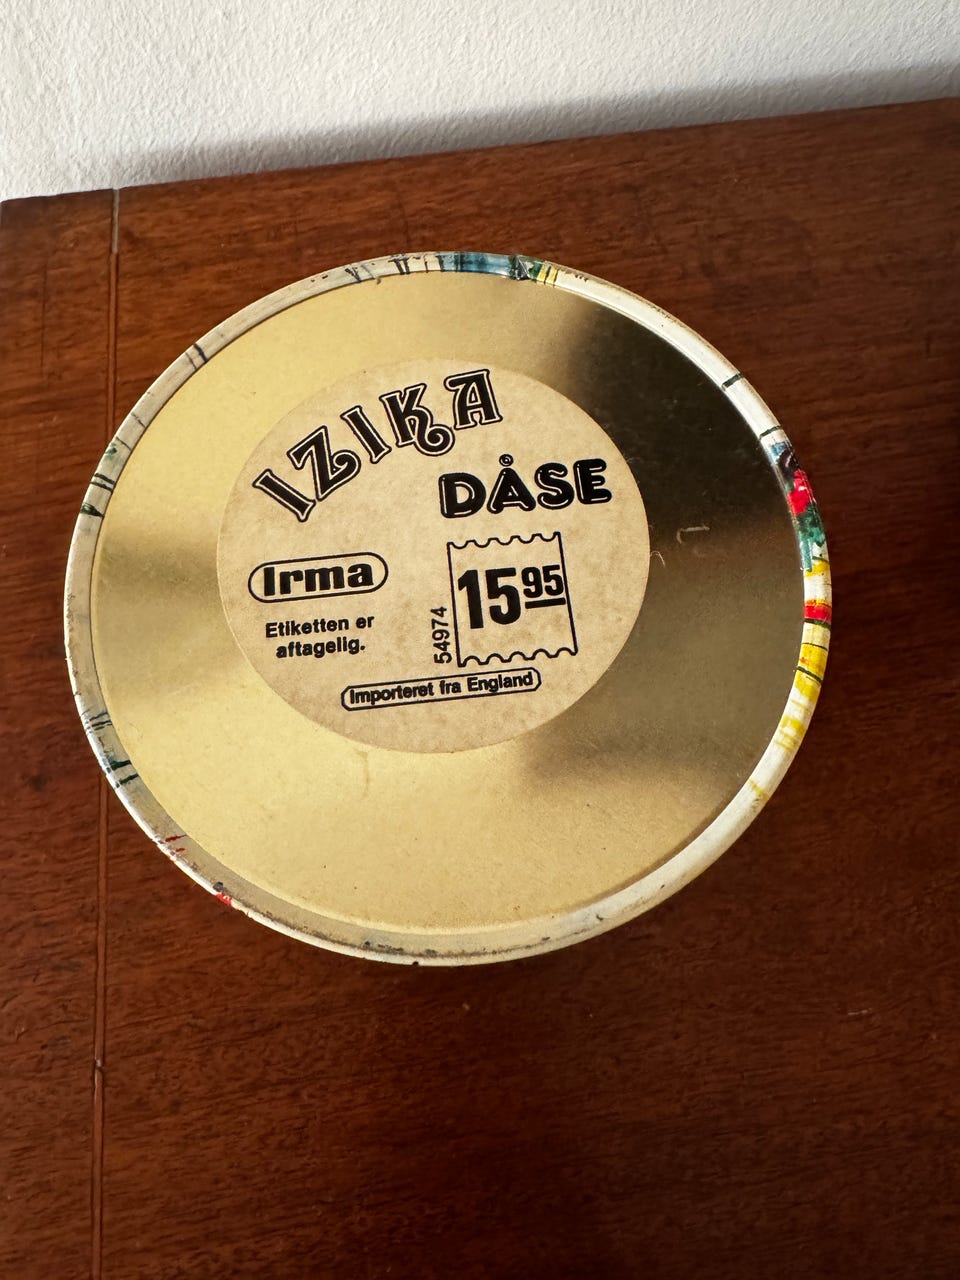 IZIKA
DÅSE
Irma
Etiketten er
aftagelig.
54974
15 95
Importeret fra England